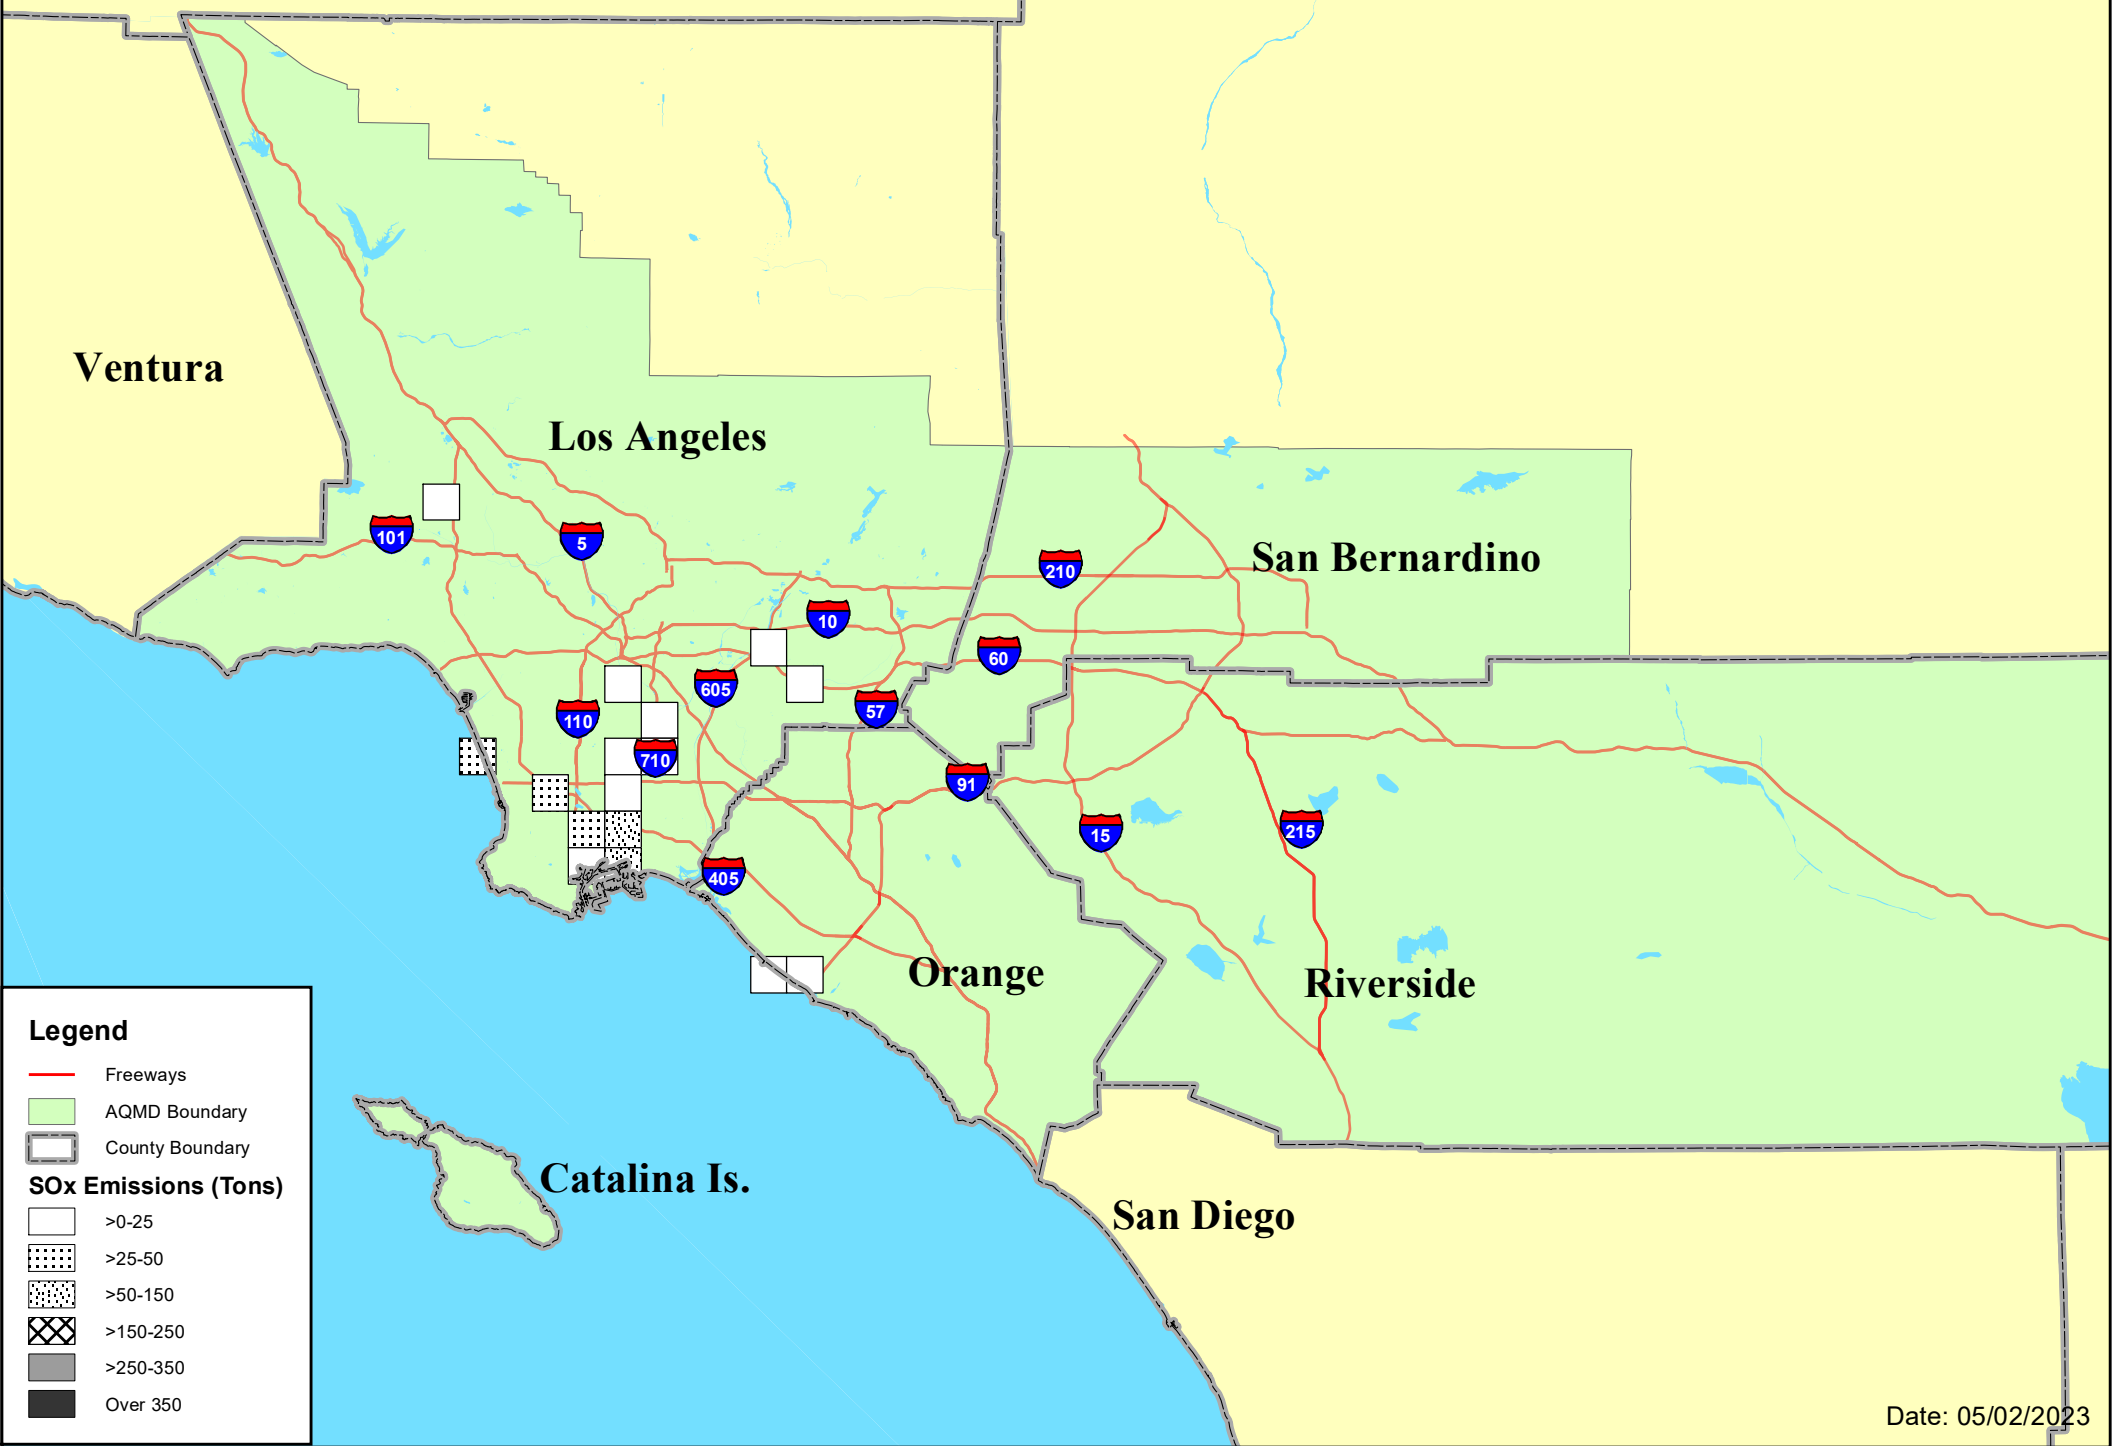 Ventura
Los Angeles
101
5
210
San Bernardino
10
60
605
57
110
710
91
15
215
405
Orange
Riverside
Catalina Is.
San Diego
Legend
Freeways
AQMD Boundary
County Boundary
SOx Emissions (Tons)
>0-25
>25-50
>50-150
>150-250
>250-350
Over 350
Date: 05/02/2023